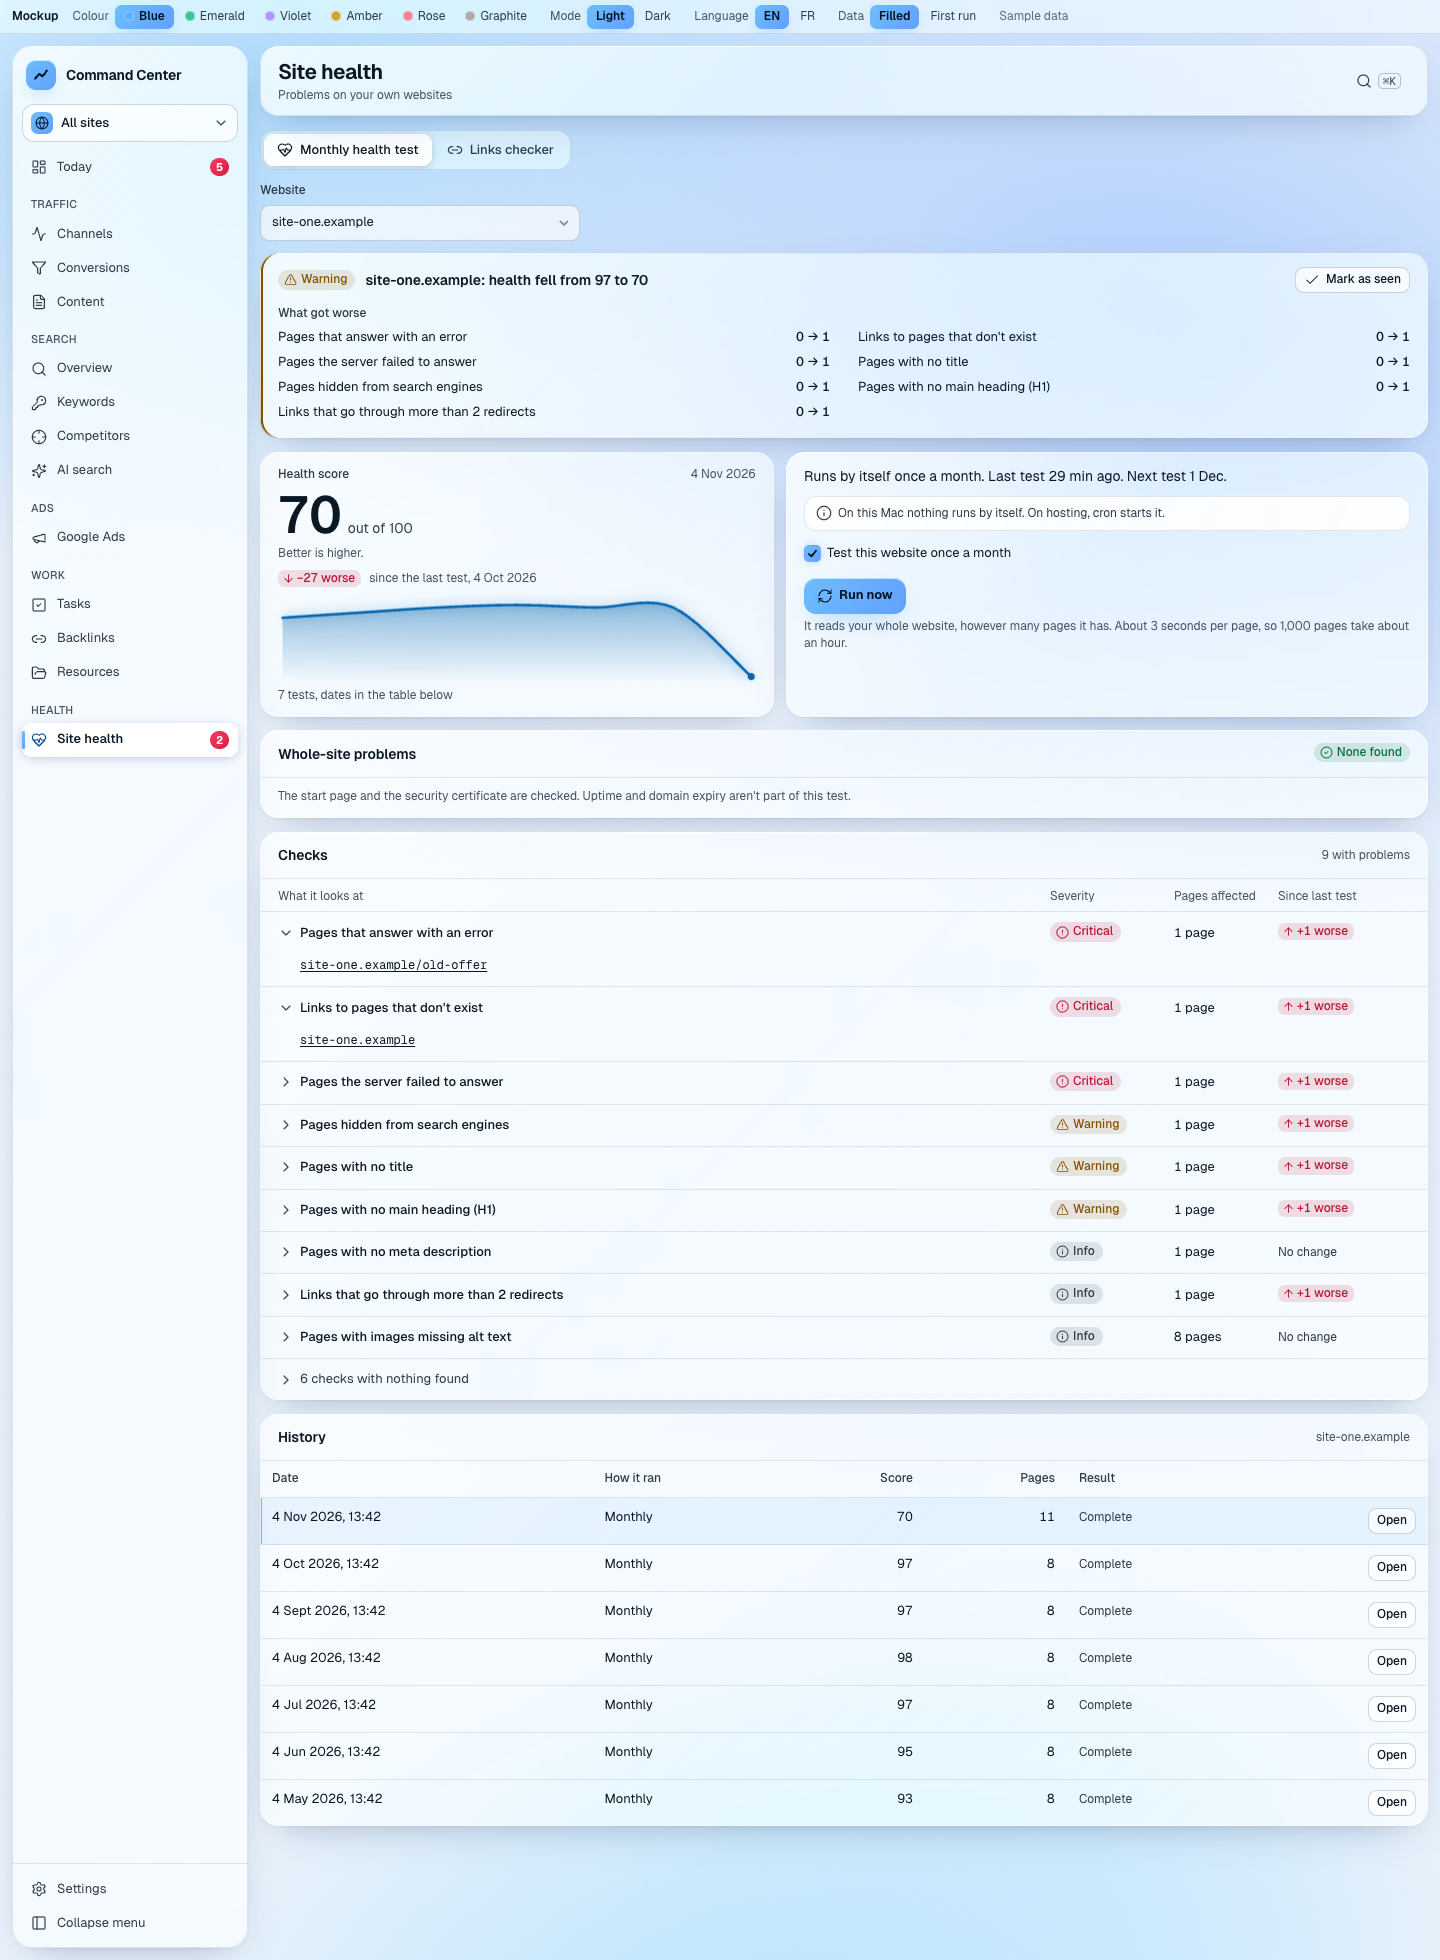 Mockup Colour Blue Emerald Violet Amber Rose Graphite Mode Light Dark Language EN FR Data Filled First run Sample data
Command Center
All sites
Today 5
TRAFFIC
Channels
Conversions
Content
SEARCH
Overview
Keywords
Competitors
AI search
ADS
Google Ads
WORK
Tasks
Backlinks
Resources
HEALTH
Site health 2
Settings
Collapse menu
Site health
Problems on your own websites
⌘K
Monthly health test Links checker
Website
site-one.example
Warning site-one.example: health fell from 97 to 70 Mark as seen
What got worse
Pages that answer with an error 0 → 1 Links to pages that don't exist 0 → 1
Pages the server failed to answer 0 → 1 Pages with no title 0 → 1
Pages hidden from search engines 0 → 1 Pages with no main heading (H1) 0 → 1
Links that go through more than 2 redirects 0 → 1
Health score 4 Nov 2026
70 out of 100
Better is higher.
↓ −27 worse since the last test, 4 Oct 2026
7 tests, dates in the table below
Runs by itself once a month. Last test 29 min ago. Next test 1 Dec.
On this Mac nothing runs by itself. On hosting, cron starts it.
Test this website once a month
Run now
It reads your whole website, however many pages it has. About 3 seconds per page, so 1,000 pages take about
an hour.
Whole-site problems None found
The start page and the security certificate are checked. Uptime and domain expiry aren't part of this test.
Checks 9 with problems
What it looks at Severity Pages affected Since last test
Pages that answer with an error Critical 1 page ↑ +1 worse
site-one.example/old-offer
Links to pages that don't exist Critical 1 page ↑ +1 worse
site-one.example
Pages the server failed to answer Critical 1 page ↑ +1 worse
Pages hidden from search engines Warning 1 page ↑ +1 worse
Pages with no title Warning 1 page ↑ +1 worse
Pages with no main heading (H1) Warning 1 page ↑ +1 worse
Pages with no meta description Info 1 page No change
Links that go through more than 2 redirects Info 1 page ↑ +1 worse
Pages with images missing alt text Info 8 pages No change
6 checks with nothing found
History site-one.example
Date How it ran Score Pages Result
4 Nov 2026, 13:42 Monthly 70 11 Complete Open
4 Oct 2026, 13:42 Monthly 97 8 Complete Open
4 Sept 2026, 13:42 Monthly 97 8 Complete Open
4 Aug 2026, 13:42 Monthly 98 8 Complete Open
4 Jul 2026, 13:42 Monthly 97 8 Complete Open
4 Jun 2026, 13:42 Monthly 95 8 Complete Open
4 May 2026, 13:42 Monthly 93 8 Complete Open